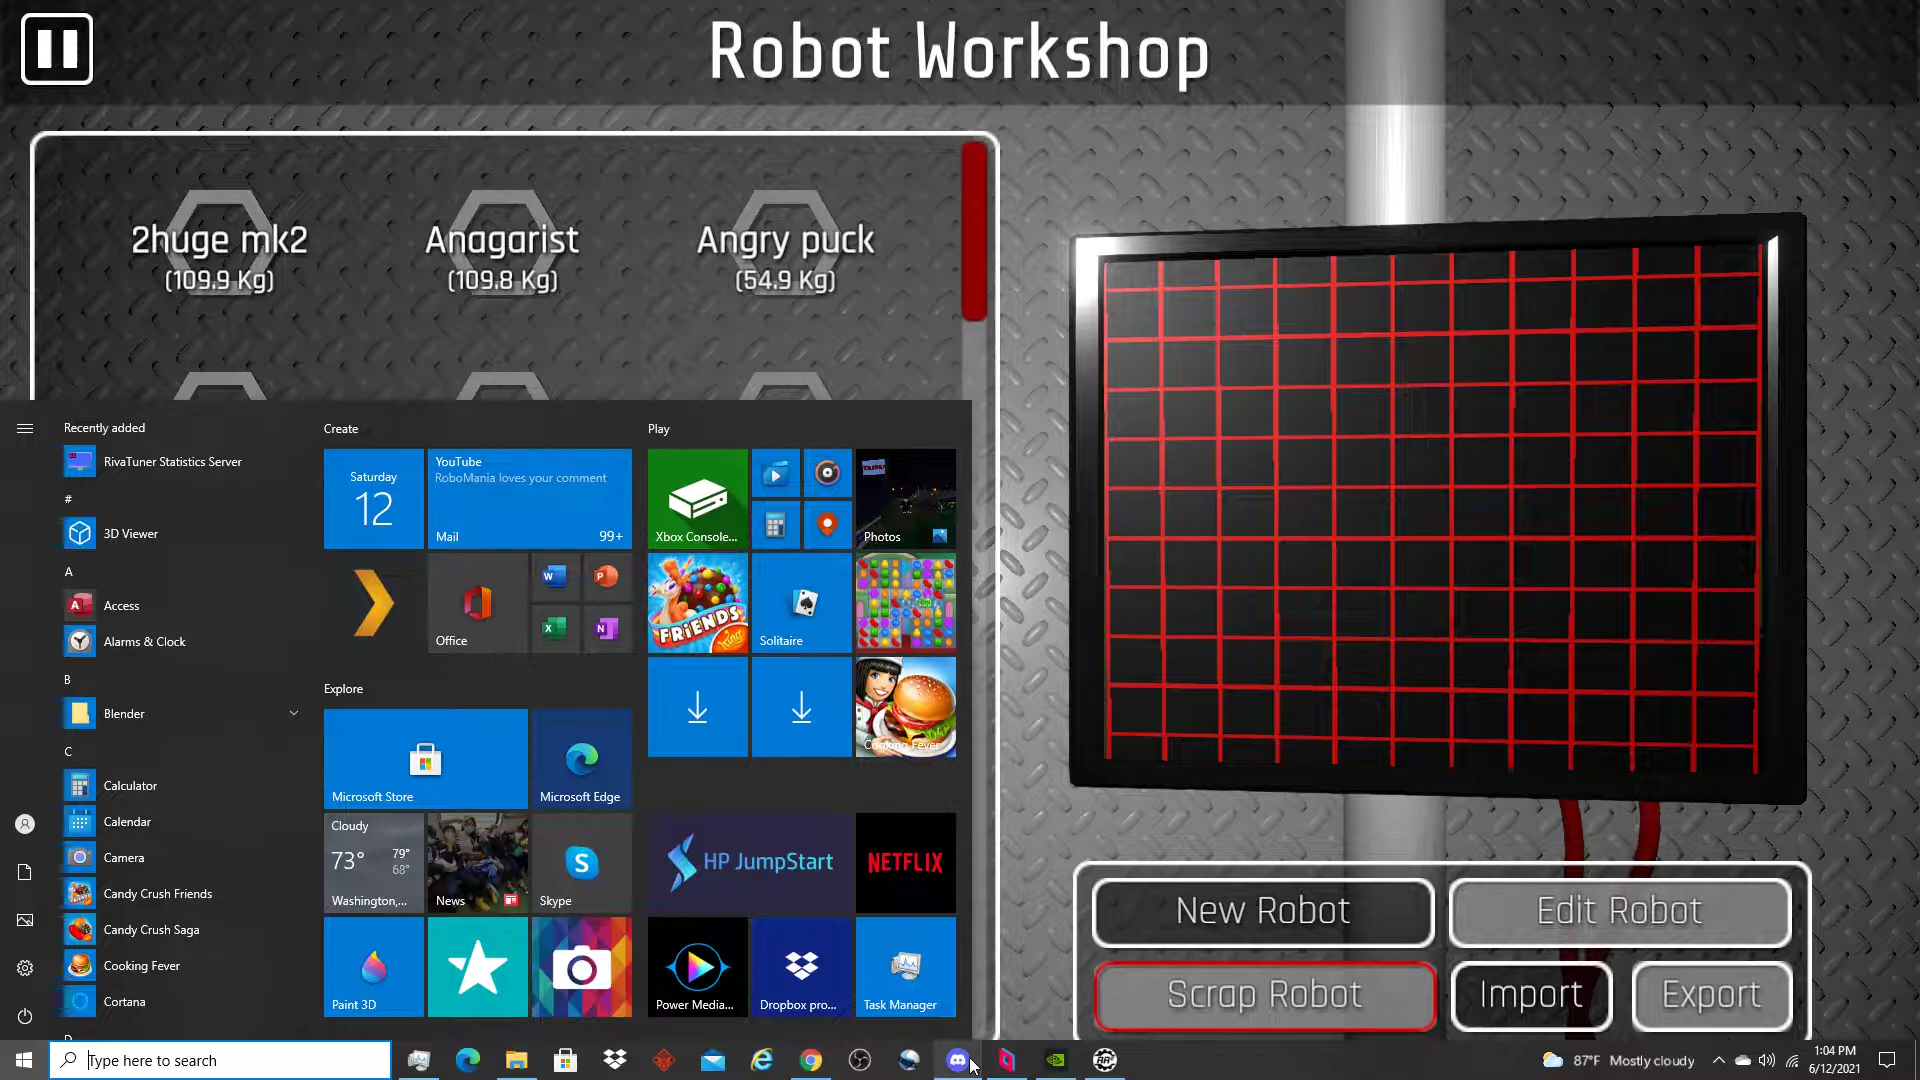 Robot Workshop
2huge mk2
(109.9 Kg)
Anagarist
(109.8 Kg)
Angry puck
(54.9 Kg)
Recently added
RivaTuner Statistics Server
#
3D Viewer
A
Access
Alarms & Clock
B
Blender
C
Calculator
Calendar
Camera
Candy Crush Friends
Candy Crush Saga
Cooking Fever
Cortana
Create
Saturday
12
YouTube
RoboMania loves your comment
Mail
99+
Office
Explore
Microsoft Store
Microsoft Edge
Cloudy
73°
79°
68°
Washington,...
News
Skype
Paint 3D
Play
Xbox Console...
Photos
FRIENDS
King
Solitaire
Cooking Fever
HP JumpStart
NETFLIX
Power Media...
Dropbox pro...
Task Manager
New Robot
Edit Robot
Scrap Robot
Import
Export
Type here to search
87°F Mostly cloudy
1:04 PM
6/12/2021